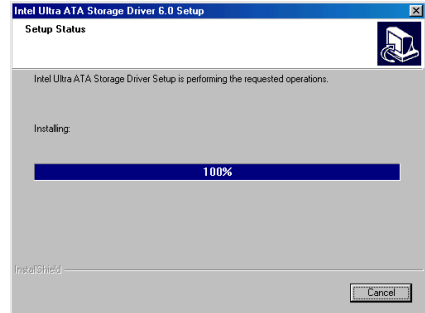 Intel Ultra ATA Storage Driver 6.0 Setup
Setup Status
Intel Ultra ATA Storage Driver Setup is performing the requested operations.
Installing:
100%
InstallShield
Cancel